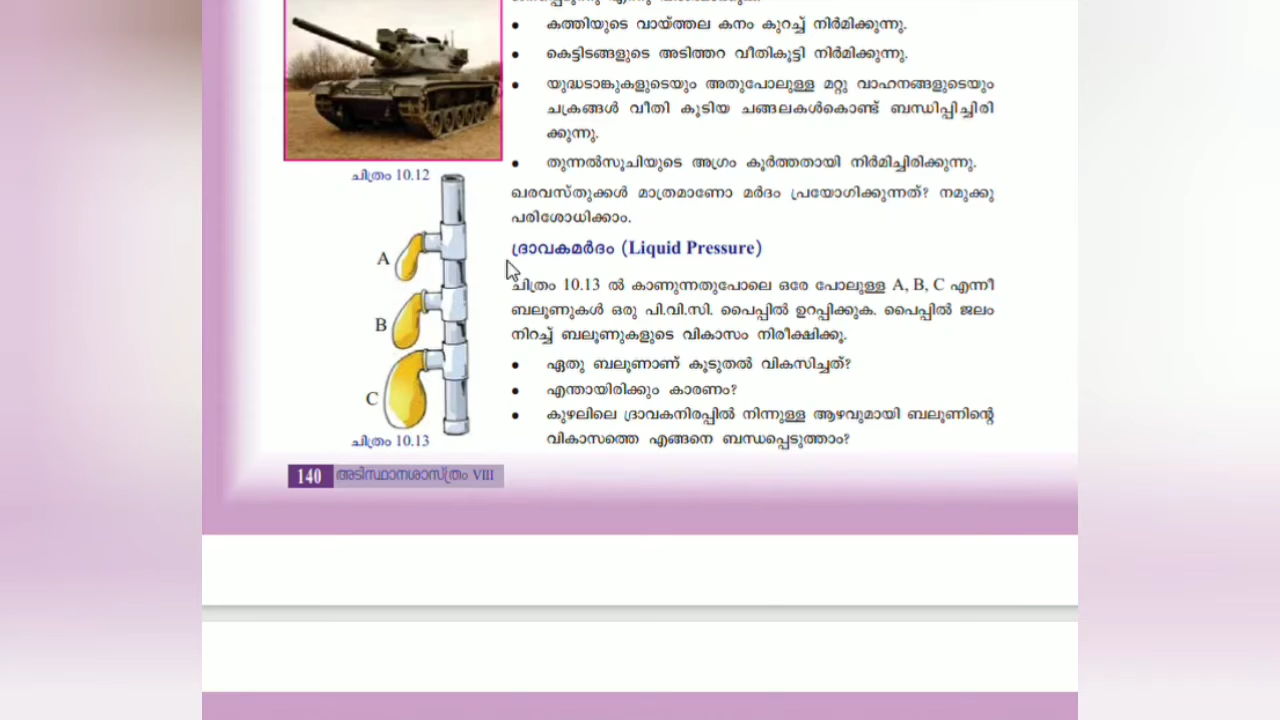 കത്തിയുടെ വായ്ത്തല കനം കുറച്ച് നിർമിക്കുന്നു.
കെട്ടിടങ്ങളുടെ അടിത്തറ വീതികൂട്ടി നിർമിക്കുന്നു.
യുദ്ധടാങ്കുകളുടെയും അതുപോലുള്ള മറ്റു വാഹനങ്ങളുടെയും
ചക്രങ്ങൾ വീതി കൂടിയ ചങ്ങലകൾകൊണ്ട് ബന്ധിപ്പിച്ചിരി
ക്കുന്നു.
തുന്നൽസൂചിയുടെ അഗ്രം കൂർത്തതായി നിർമിച്ചിരിക്കുന്നു.
ചിത്രം 10.12
ഖരവസ്തുക്കൾ മാത്രമാണോ മർദം പ്രയോഗിക്കുന്നത്? നമുക്കു
പരിശോധിക്കാം.
ദ്രാവകമർദം (Liquid Pressure)
ചിത്രം 10.13 ൽ കാണുന്നതുപോലെ ഒരേ പോലുള്ള A, B, C എന്നീ
ബലൂണുകൾ ഒരു പി.വി.സി. പൈപ്പിൽ ഉറപ്പിക്കുക. പൈപ്പിൽ ജലം
നിറച്ച് ബലൂണുകളുടെ വികാസം നിരീക്ഷിക്കൂ.
ഏതു ബലൂണാണ് കൂടുതൽ വികസിച്ചത്?
എന്തായിരിക്കും കാരണം?
കുഴലിലെ ദ്രാവകനിരപ്പിൽ നിന്നുള്ള ആഴവുമായി ബലൂണിന്റെ
വികാസത്തെ എങ്ങനെ ബന്ധപ്പെടുത്താം?
A
B
C
ചിത്രം 10.13
140 അടിസ്ഥാനശാസ്ത്രം VIII